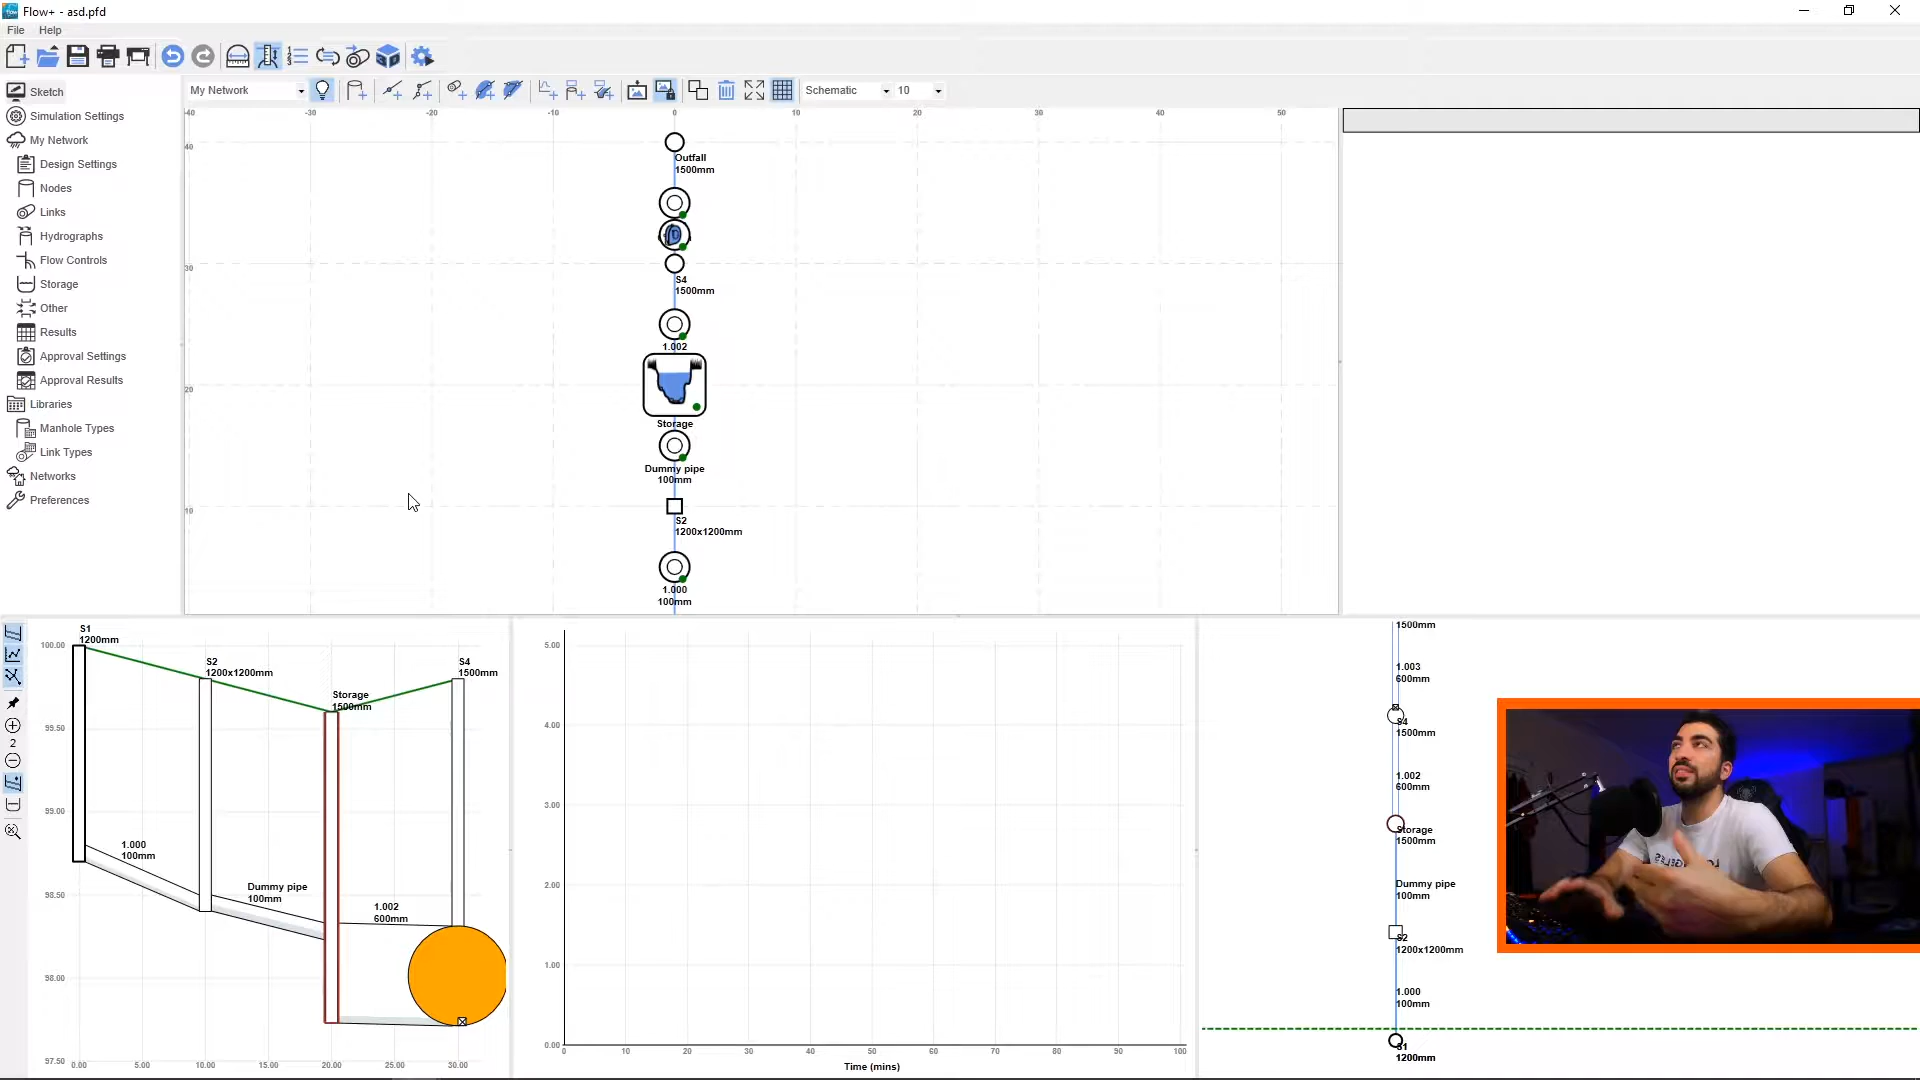 Flow+ - asd.pfd
File Help
My Network
Schematic
10
Sketch
Simulation Settings
My Network
Design Settings
Nodes
Links
Hydrographs
Flow Controls
Storage
Other
Results
Approval Settings
Approval Results
Libraries
Manhole Types
Link Types
Networks
Preferences
-40 -30 -20 -10 0 10 20 30 40 50
40
30
20
10
Outfall
1500mm
S4
1500mm
1.002
Storage
Dummy pipe
100mm
S2
1200x1200mm
1.000
100mm
2
S1
1200mm
S2
1200x1200mm
Storage
1500mm
S4
1500mm
1.000
100mm
Dummy pipe
100mm
1.002
600mm
100.00
99.50
99.00
98.50
98.00
97.50
0.00 5.00 10.00 15.00 20.00 25.00 30.00
5.00
4.00
3.00
2.00
1.00
0.00
0 10 20 30 40 50 60 70 80 90 100
Time (mins)
1500mm
1.003
600mm
S4
1500mm
1.002
600mm
Storage
1500mm
Dummy pipe
100mm
S2
1200x1200mm
1.000
100mm
S1
1200mm